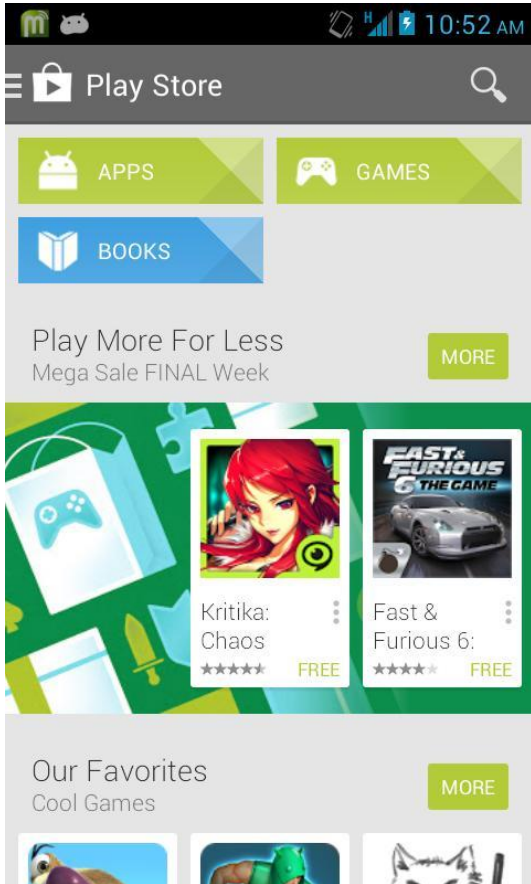 H 10:52 AM
Play Store
APPS
GAMES
BOOKS
Play More For Less
Mega Sale FINAL Week
MORE
FAST &
FURIOUS
6 THE GAME
Kritika:
Chaos
FREE
Fast &
Furious 6:
FREE
Our Favorites
Cool Games
MORE